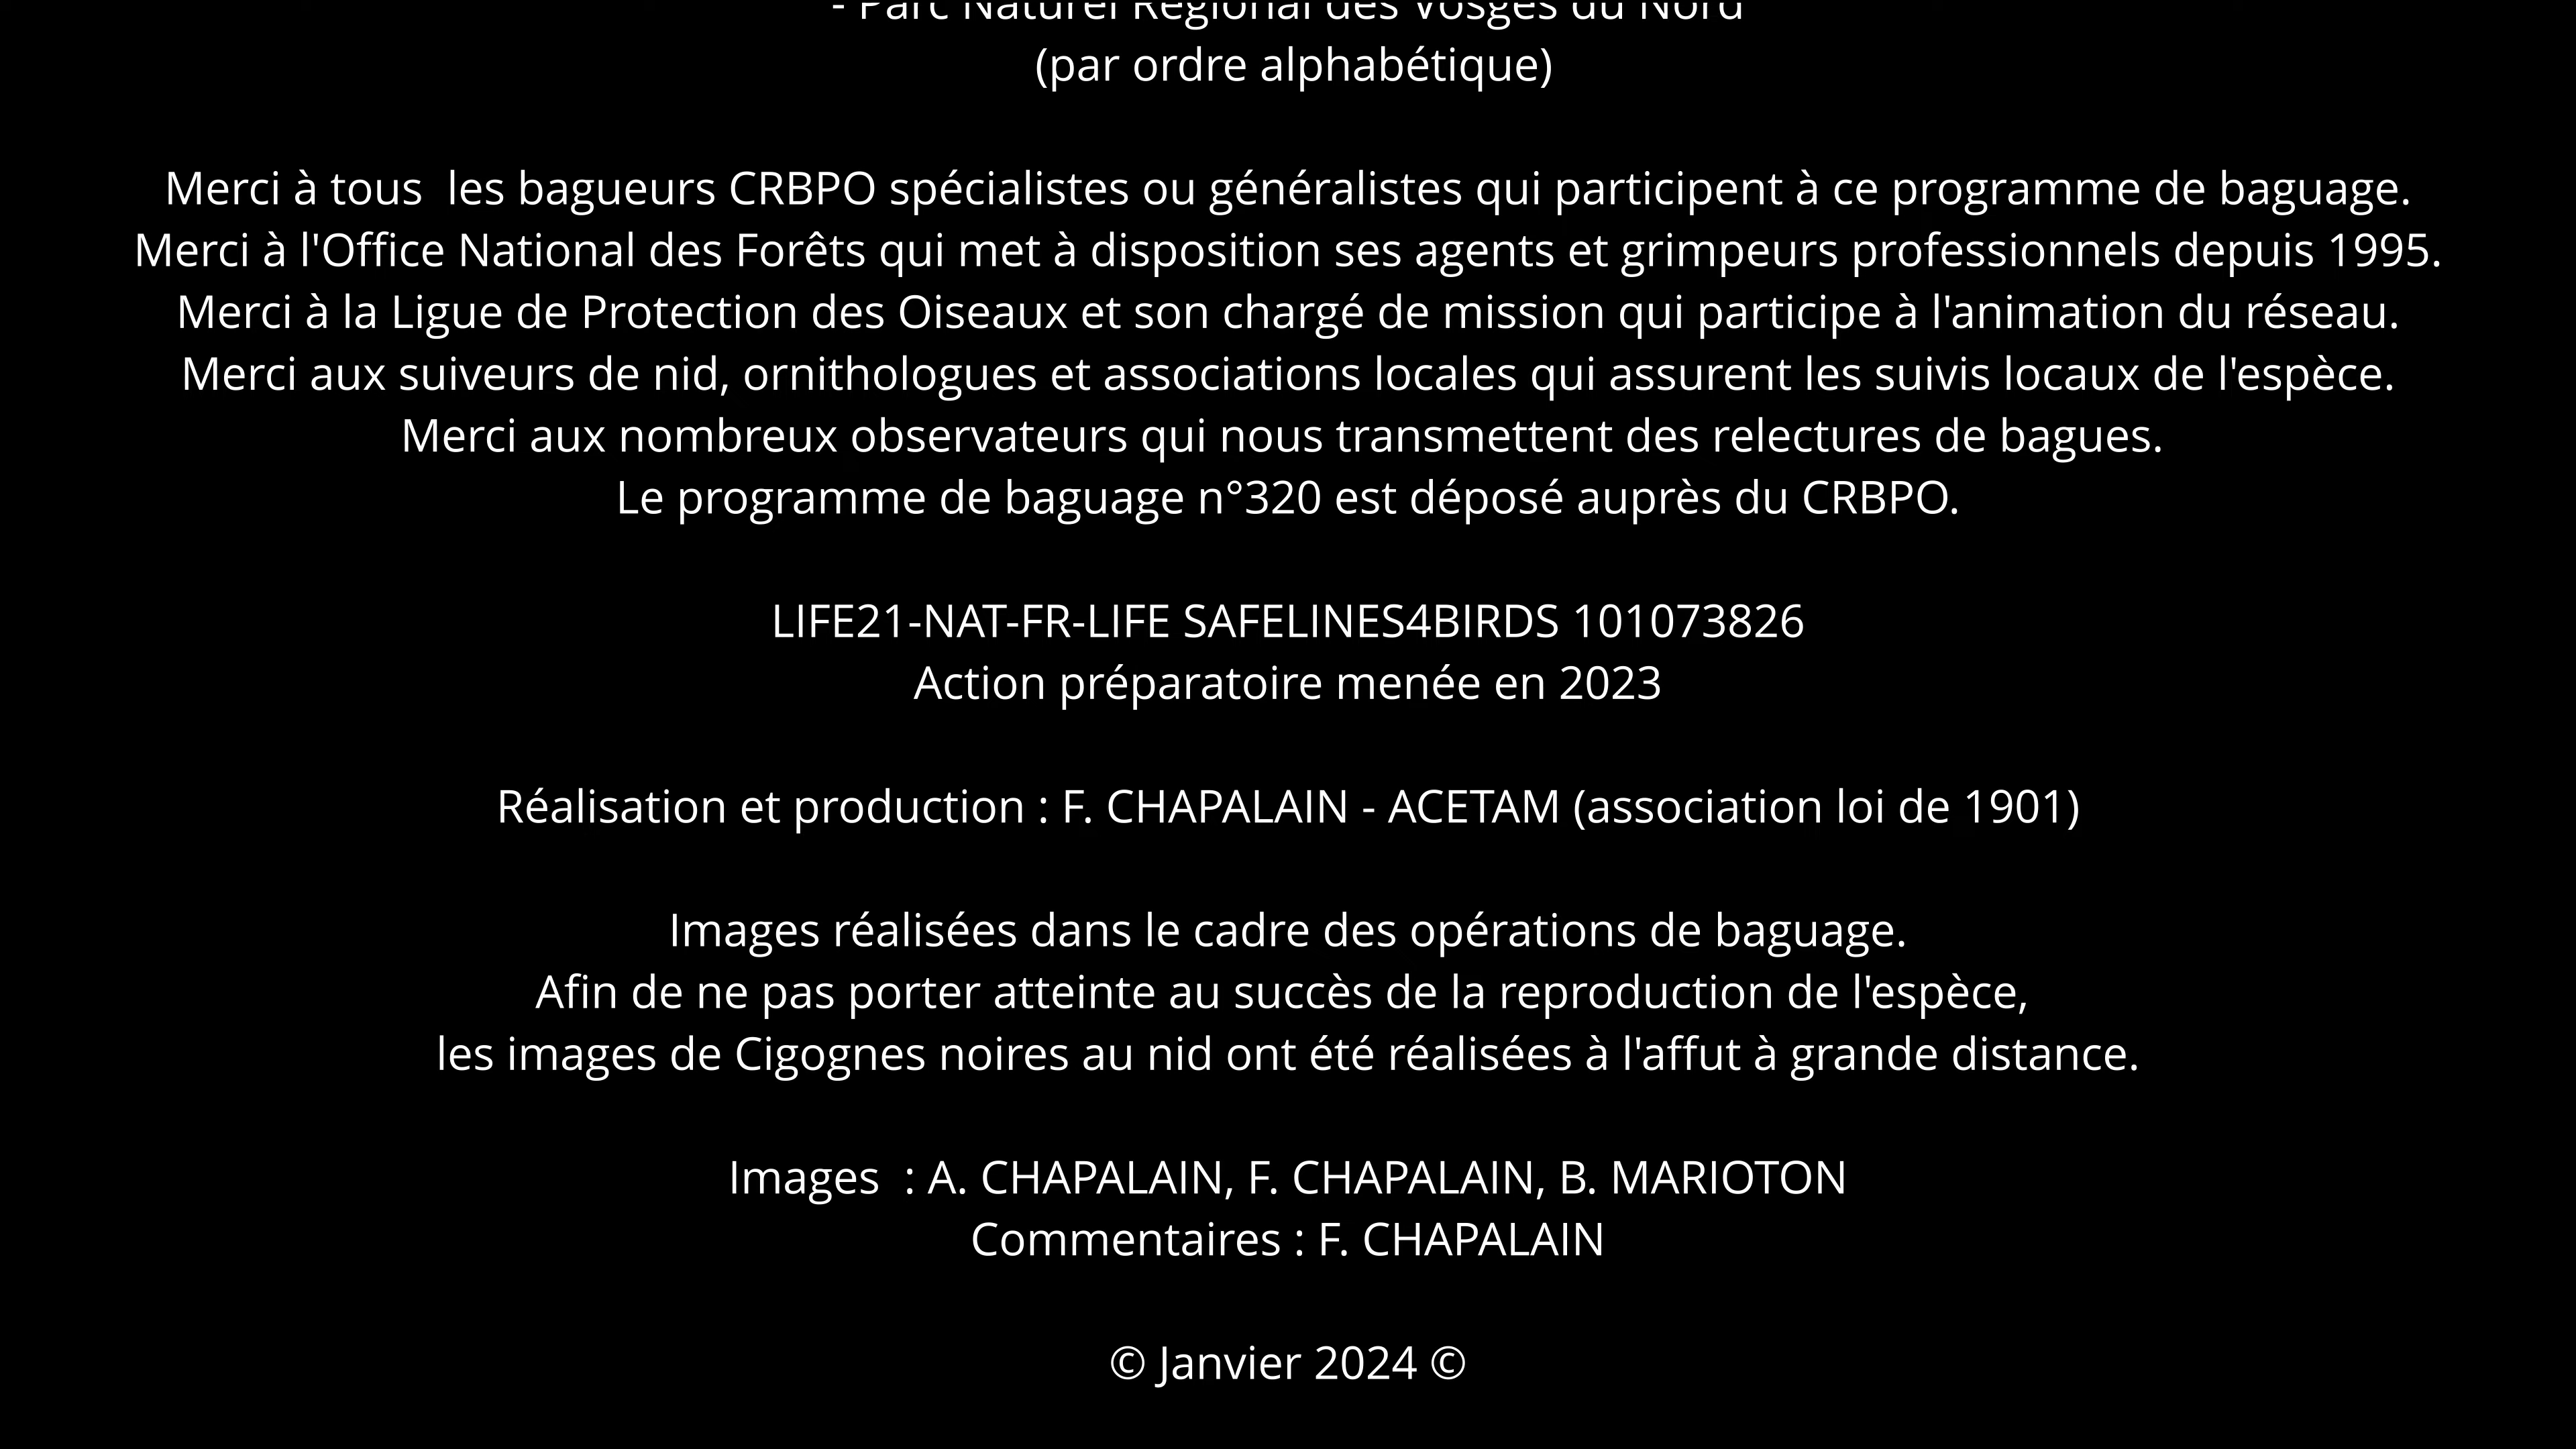 - Parc Naturel Régional des Vosges du Nord
(par ordre alphabétique)
Merci à tous  les bagueurs CRBPO spécialistes ou généralistes qui participent à ce programme de baguage.
Merci à l'Office National des Forêts qui met à disposition ses agents et grimpeurs professionnels depuis 1995.
Merci à la Ligue de Protection des Oiseaux et son chargé de mission qui participe à l'animation du réseau.
Merci aux suiveurs de nid, ornithologues et associations locales qui assurent les suivis locaux de l'espèce.
Merci aux nombreux observateurs qui nous transmettent des relectures de bagues.
Le programme de baguage n°320 est déposé auprès du CRBPO.
LIFE21-NAT-FR-LIFE SAFELINES4BIRDS 101073826
Action préparatoire menée en 2023
Réalisation et production : F. CHAPALAIN - ACETAM (association loi de 1901)
Images réalisées dans le cadre des opérations de baguage.
Afin de ne pas porter atteinte au succès de la reproduction de l'espèce,
les images de Cigognes noires au nid ont été réalisées à l'affut à grande distance.
Images  : A. CHAPALAIN, F. CHAPALAIN, B. MARIOTON
Commentaires : F. CHAPALAIN
© Janvier 2024 ©